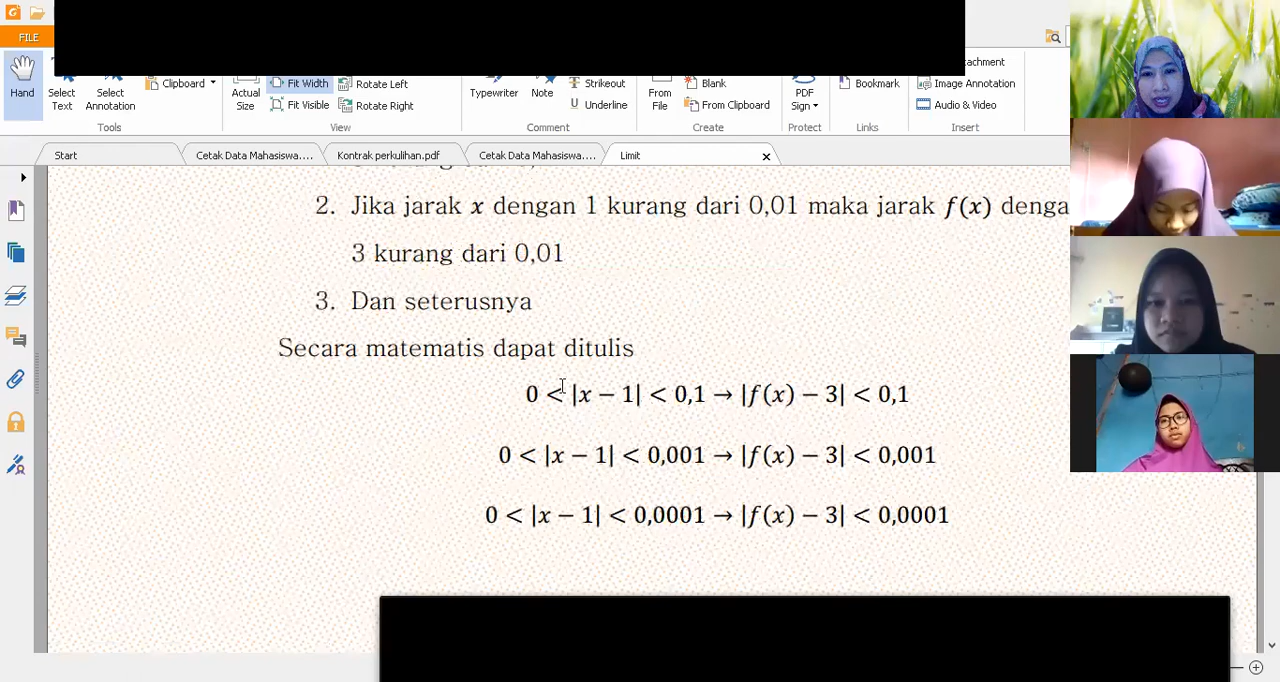 FILE
Hand
Select Text
Select Annotation
Clipboard
Actual Size
Fit Width
Fit Visible
Rotate Left
Rotate Right
Typewriter
Note
Strikeout
Underline
From File
Blank
From Clipboard
PDF Sign
Bookmark
tachment
Image Annotation
Audio & Video
Tools
View
Comment
Create
Protect
Links
Insert
Start
Cetak Data Mahasiswa....
Kontrak perkulihan.pdf
Cetak Data Mahasiswa....
Limit
2. Jika jarak x dengan 1 kurang dari 0,01 maka jarak f(x) denga
3 kurang dari 0,01
3. Dan seterusnya
Secara matematis dapat ditulis
0 < |x − 1| < 0,1 → |f(x) − 3| < 0,1
0 < |x − 1| < 0,001 → |f(x) − 3| < 0,001
0 < |x − 1| < 0,0001 → |f(x) − 3| < 0,0001